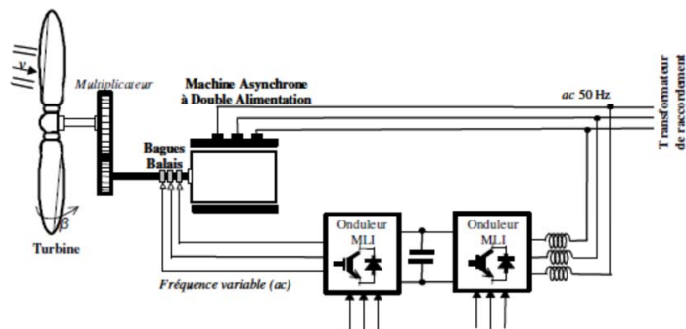 v
Multiplicateur
Machine Asynchrone
à Double Alimentation
ac 50 Hz
Transformateur
de raccordement
Bagues
Balais
β
Turbine
Onduleur
MLI
Onduleur
MLI
Fréquence variable (ac)